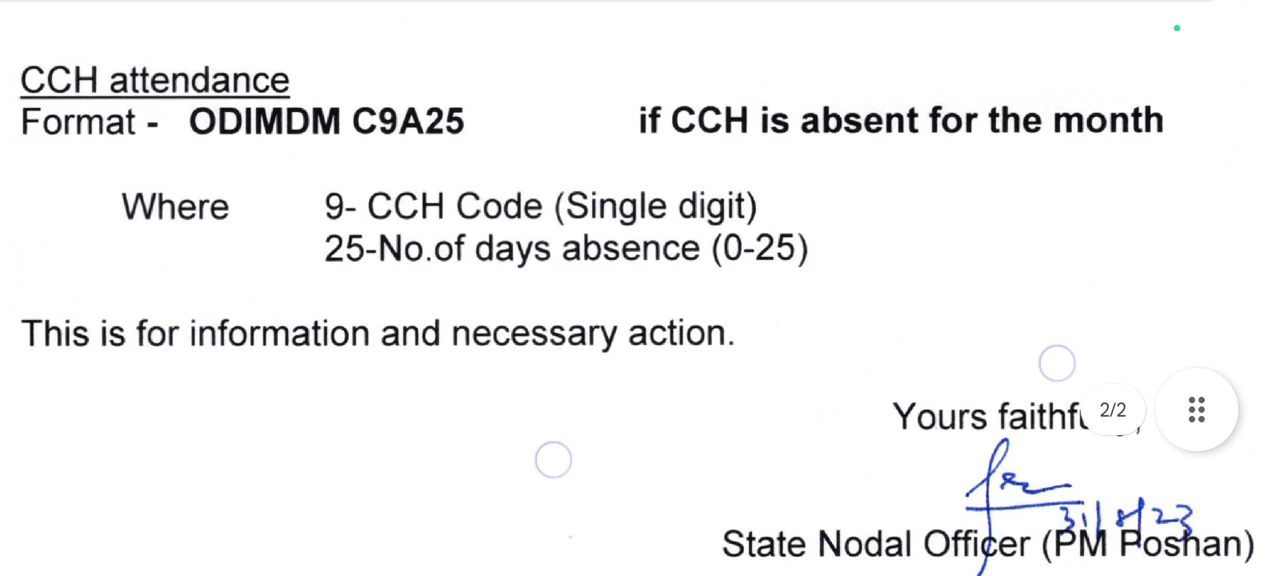 CCH attendance
Format - ODIMDM C9A25 if CCH is absent for the month
Where 9- CCH Code (Single digit)
25-No.of days absence (0-25)
This is for information and necessary action.
Yours
2/2
31/8/23
State Nodal Officer (PM Poshan)